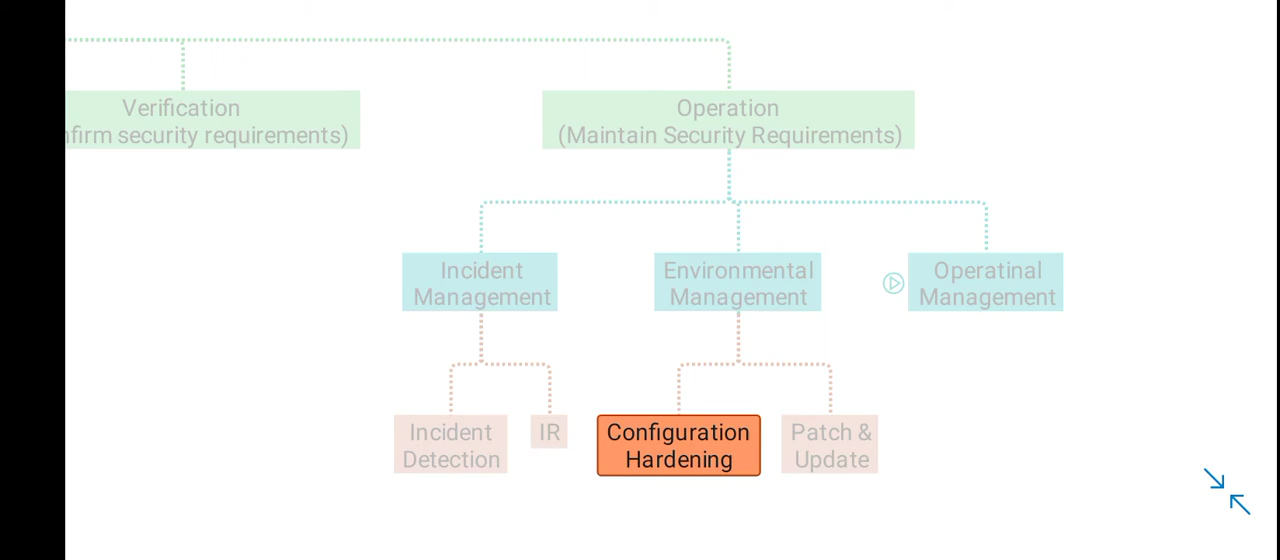 Verification
nfirm security requirements)
Operation
(Maintain Security Requirements)
Incident
Management
Environmental
Management
Operatinal
Management
Incident
Detection
IR
Configuration
Hardening
Patch &
Update